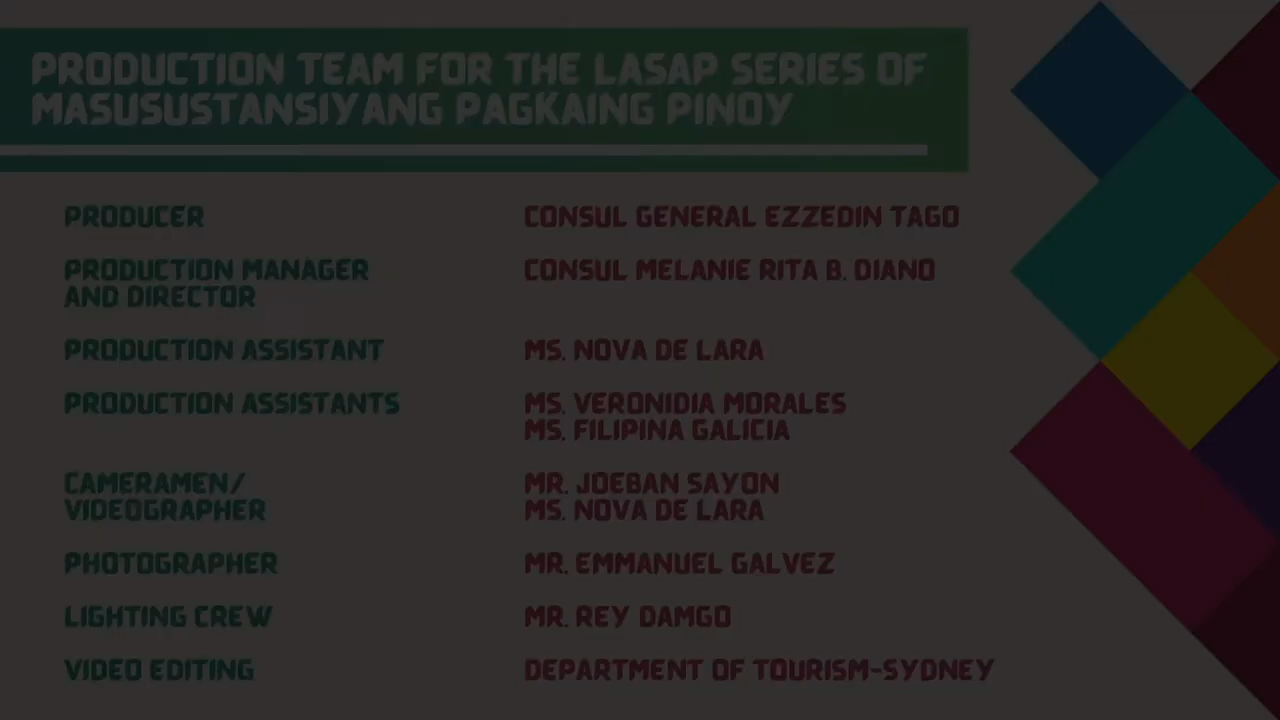 PRODUCTION TEAM FOR THE LASAP SERIES OF
MASUSUSTANSIYANG PAGKAING PINOY
PRODUCER CONSUL GENERAL EZZEDIN TAGO
PRODUCTION MANAGER CONSUL MELANIE RITA B. DIANO
AND DIRECTOR
PRODUCTION ASSISTANT MS. NOVA DE LARA
PRODUCTION ASSISTANTS MS. VERONIDIA MORALES
MS. FILIPINA GALICIA
CAMERAMEN/ MR. JOEBAN SAYON
VIDEOGRAPHER MS. NOVA DE LARA
PHOTOGRAPHER MR. EMMANUEL GALVEZ
LIGHTING CREW MR. REY DAMGO
VIDEO EDITING DEPARTMENT OF TOURISM-SYDNEY